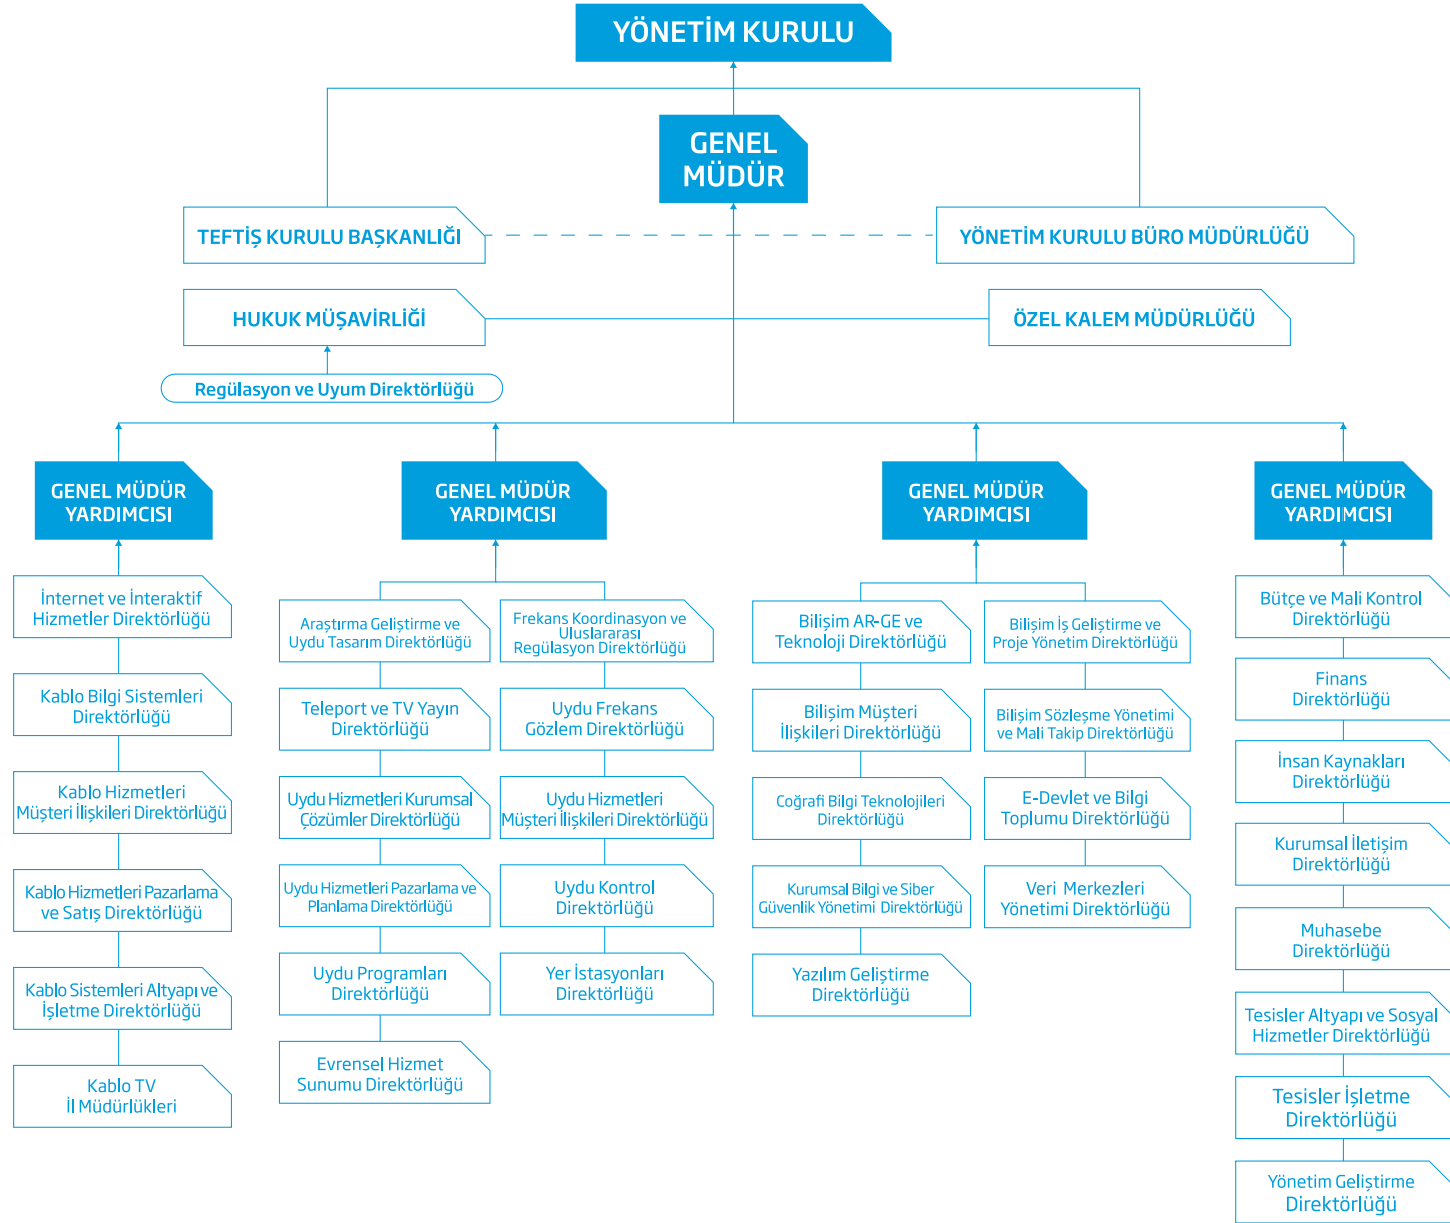 YÖNETİM KURULU
GENEL
MÜDÜR
TEFTİŞ KURULU BAŞKANLIĞI
YÖNETİM KURULU BÜRO MÜDÜRLÜĞÜ
HUKUK MÜŞAVİRLİĞİ
ÖZEL KALEM MÜDÜRLÜĞÜ
Regülasyon ve Uyum Direktörlüğü
GENEL MÜDÜR
YARDIMCISI
İnternet ve İnteraktif
Hizmetler Direktörlüğü
Kablo Bilgi Sistemleri
Direktörlüğü
Kablo Hizmetleri
Müşteri İlişkileri Direktörlüğü
Kablo Hizmetleri Pazarlama
ve Satış Direktörlüğü
Kablo Sistemleri Altyapı ve
İşletme Direktörlüğü
Kablo TV
İl Müdürlükleri
GENEL MÜDÜR
YARDIMCISI
Araştırma Geliştirme ve
Uydu Tasarım Direktörlüğü
Teleport ve TV Yayın
Direktörlüğü
Uydu Hizmetleri Kurumsal
Çözümler Direktörlüğü
Uydu Hizmetleri Pazarlama ve
Planlama Direktörlüğü
Uydu Programları
Direktörlüğü
Evrensel Hizmet
Sunumu Direktörlüğü
Frekans Koordinasyon ve
Uluslararası
Regülasyon Direktörlüğü
Uydu Frekans
Gözlem Direktörlüğü
Uydu Hizmetleri
Müşteri İlişkileri Direktörlüğü
Uydu Kontrol
Direktörlüğü
Yer İstasyonları
Direktörlüğü
GENEL MÜDÜR
YARDIMCISI
Bilişim AR-GE ve
Teknoloji Direktörlüğü
Bilişim Müşteri
İlişkileri Direktörlüğü
Coğrafi Bilgi Teknolojileri
Direktörlüğü
Kurumsal Bilgi ve Siber
Güvenlik Yönetimi Direktörlüğü
Yazılım Geliştirme
Direktörlüğü
Bilişim İş Geliştirme ve
Proje Yönetim Direktörlüğü
Bilişim Sözleşme Yönetimi
ve Mali Takip Direktörlüğü
E-Devlet ve Bilgi
Toplumu Direktörlüğü
Veri Merkezleri
Yönetimi Direktörlüğü
GENEL MÜDÜR
YARDIMCISI
Bütçe ve Mali Kontrol
Direktörlüğü
Finans
Direktörlüğü
İnsan Kaynakları
Direktörlüğü
Kurumsal İletişim
Direktörlüğü
Muhasebe
Direktörlüğü
Tesisler Altyapı ve Sosyal
Hizmetler Direktörlüğü
Tesisler İşletme
Direktörlüğü
Yönetim Geliştirme
Direktörlüğü